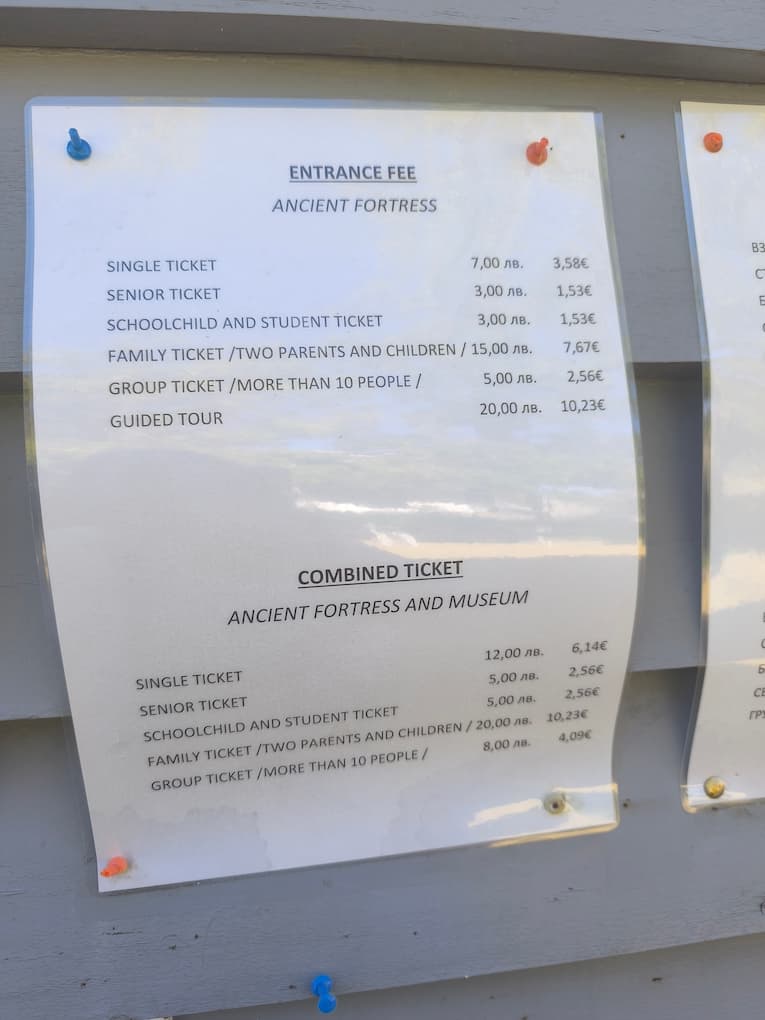 ENTRANCE FEE
ANCIENT FORTRESS
SINGLE TICKET 7,00 лв. 3,58€
SENIOR TICKET 3,00 лв. 1,53€
SCHOOLCHILD AND STUDENT TICKET 3,00 лв. 1,53€
FAMILY TICKET /TWO PARENTS AND CHILDREN / 15,00 лв. 7,67€
GROUP TICKET /MORE THAN 10 PEOPLE / 5,00 лв. 2,56€
GUIDED TOUR 20,00 лв. 10,23€
COMBINED TICKET
ANCIENT FORTRESS AND MUSEUM
SINGLE TICKET 12,00 лв. 6,14€
SENIOR TICKET 5,00 лв. 2,56€
SCHOOLCHILD AND STUDENT TICKET 5,00 лв. 2,56€
FAMILY TICKET /TWO PARENTS AND CHILDREN / 20,00 лв. 10,23€
GROUP TICKET /MORE THAN 10 PEOPLE / 8,00 лв. 4,09€